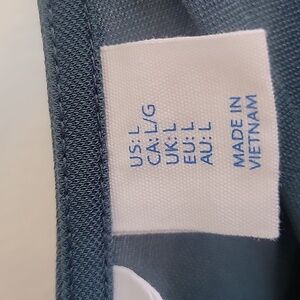 US: L
CA: L/G
UK: L
EU: L
AU: L
MADE IN
VIETNAM